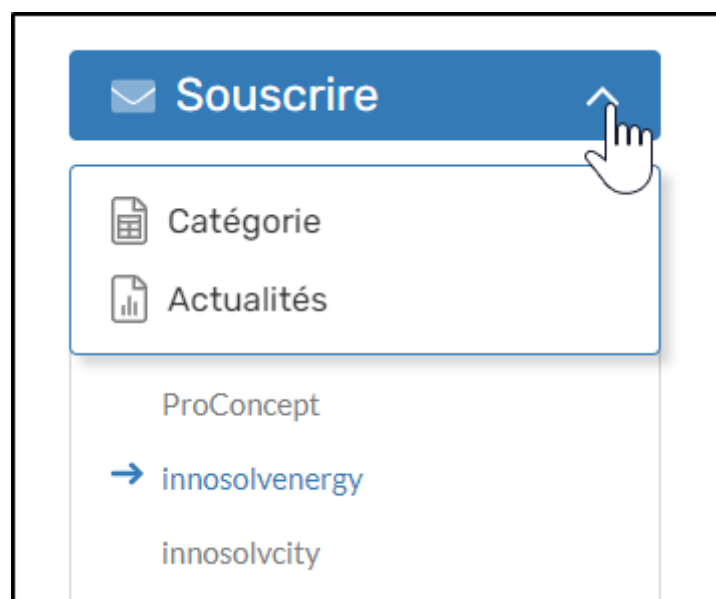 Souscrire
Catégorie
Actualités
ProConcept
innosolvenergy
innosolvcity